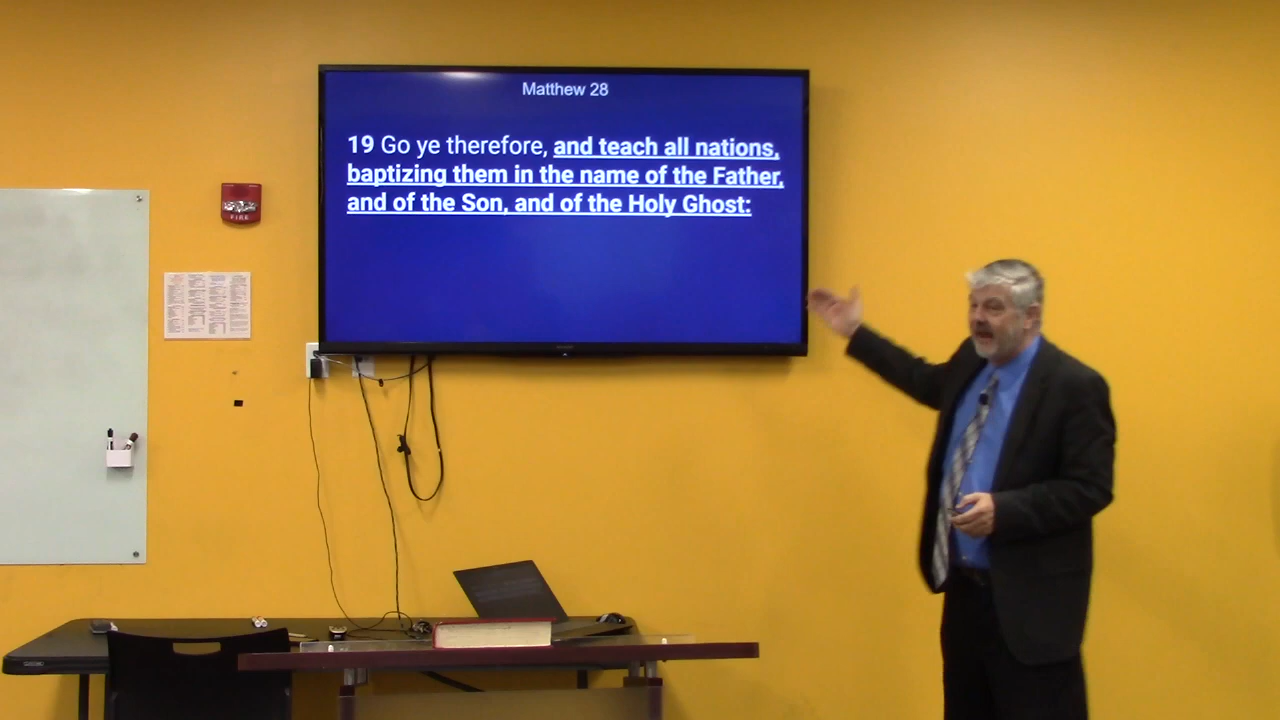 Matthew 28
19 Go ye therefore, and teach all nations,
baptizing them in the name of the Father,
and of the Son, and of the Holy Ghost:
FIRE